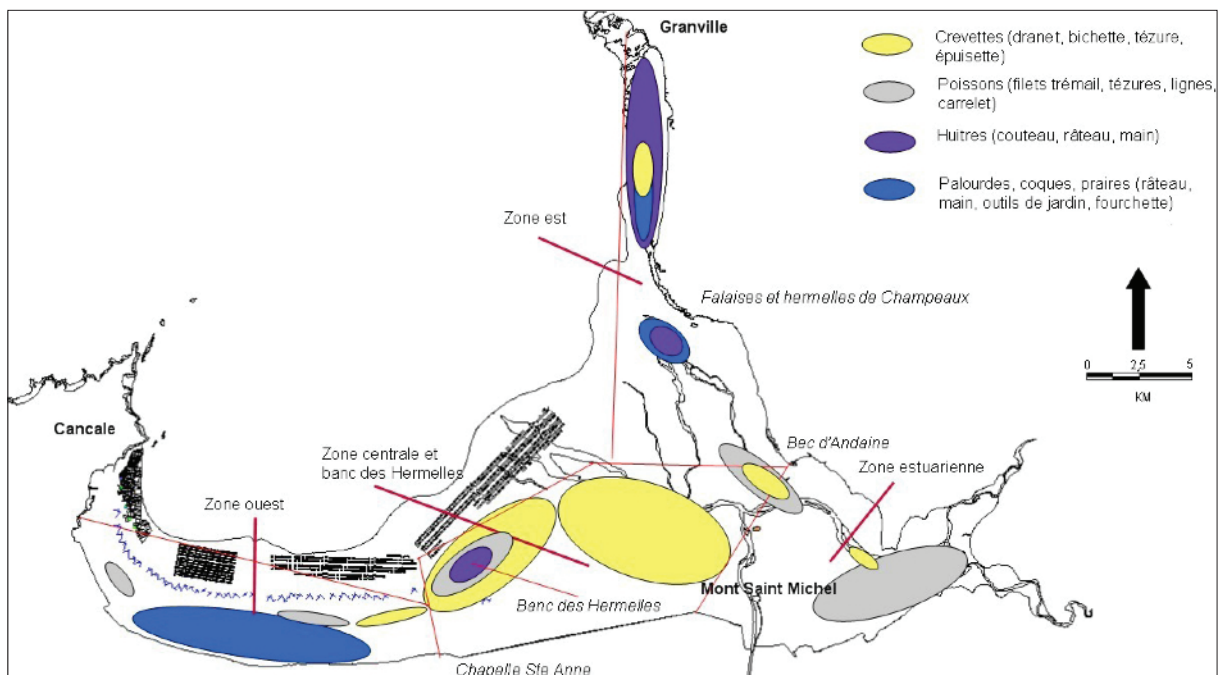 Granville
Crevettes (dranet, bichette, tézure,
épuisette)
Poissons (filets trémail, tézures, lignes,
carrelet)
Huitres (couteau, râteau, main)
Palourdes, coques, praires (râteau,
main, outils de jardin, fourchette)
Zone est
Falaises et hermelles de Champeaux
0 2,5 5
KM
Cancale
Zone centrale et
banc des Hermelles
Bec d'Andaine
Zone estuarienne
Zone ouest
Mont Saint Michel
Banc des Hermelles
Chapelle Ste Anne